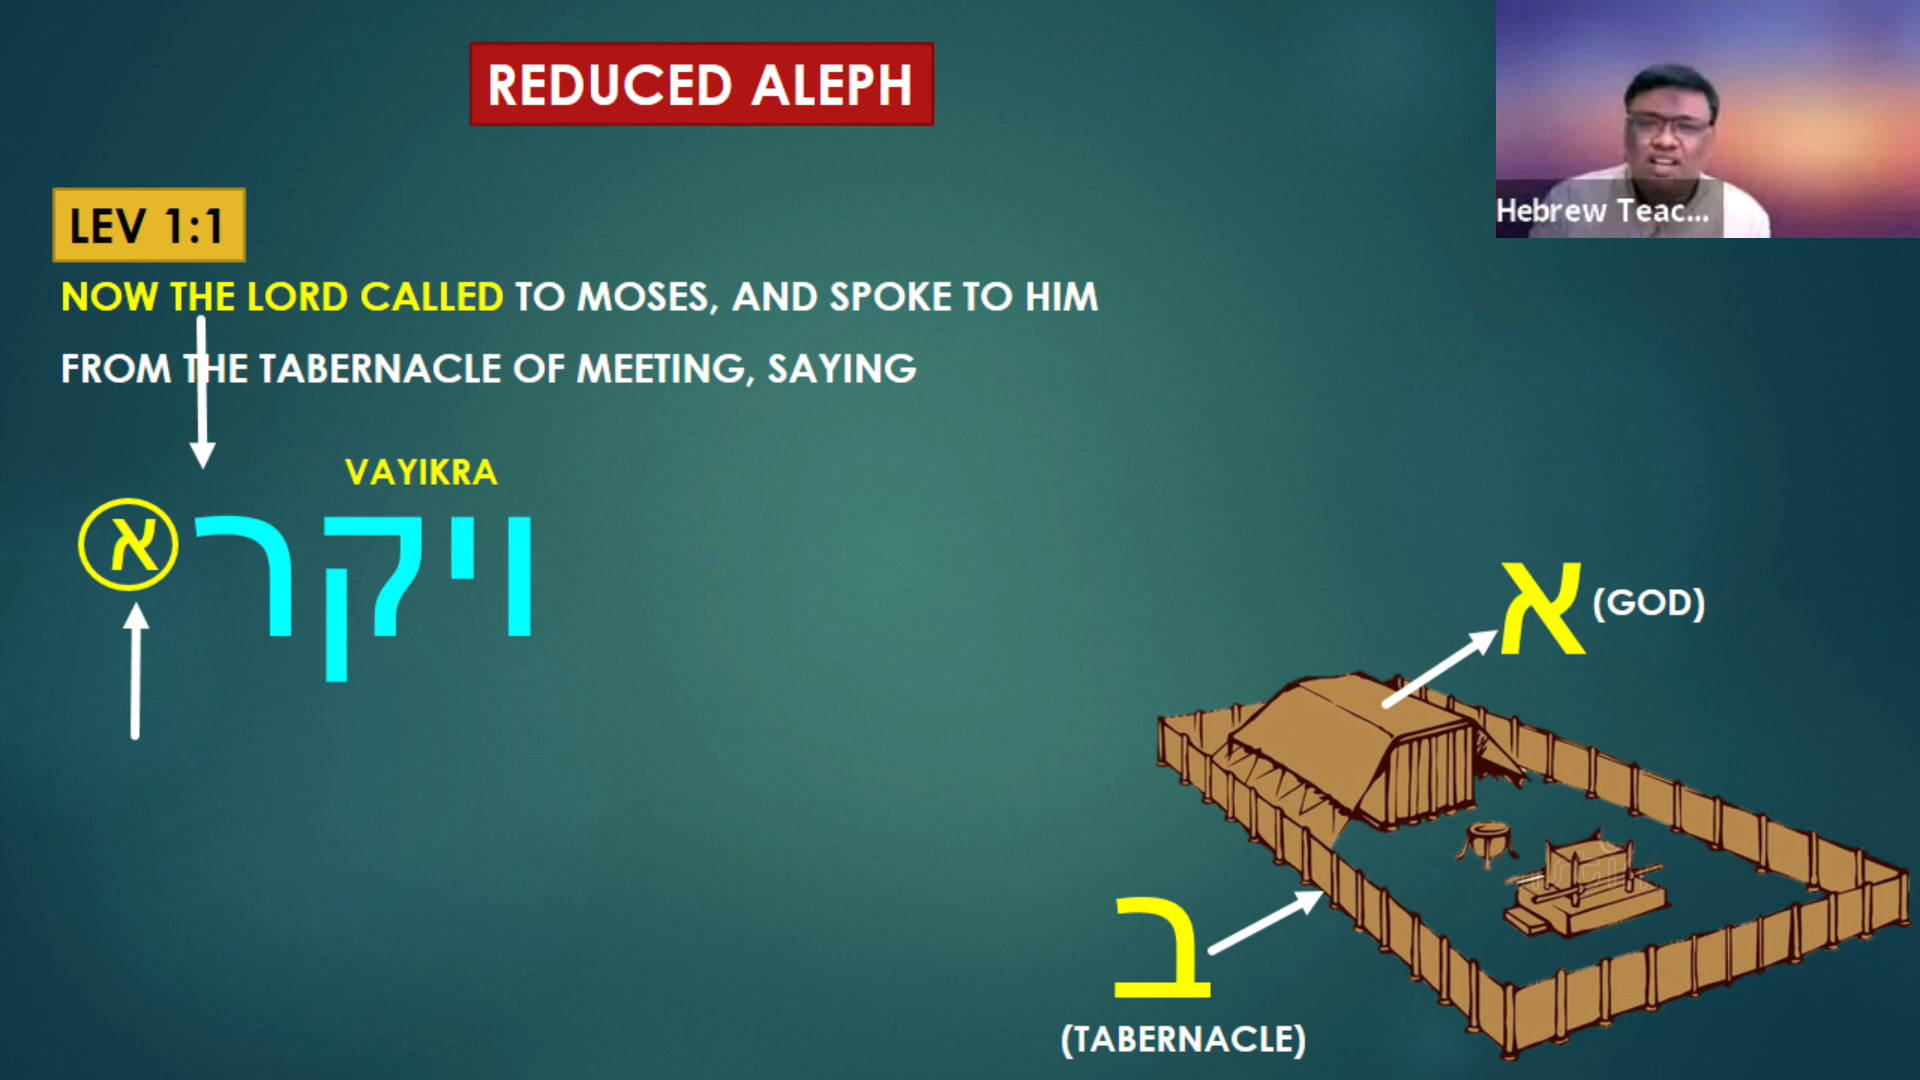 REDUCED ALEPH
Hebrew Teac...
LEV 1:1
NOW THE LORD CALLED TO MOSES, AND SPOKE TO HIM
FROM THE TABERNACLE OF MEETING, SAYING
VAYIKRA
ויקרא
א (GOD)
ב
(TABERNACLE)